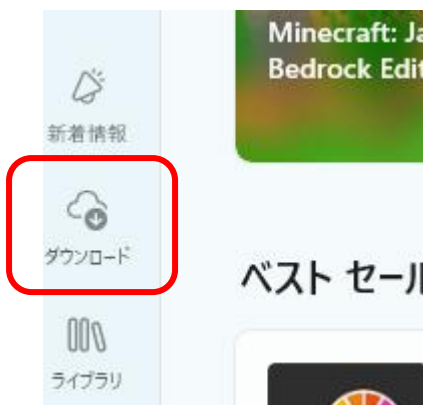 Minecraft: Ja
Bedrock Edit
新着情報
ダウンロード
ベスト セール
ライブラリ